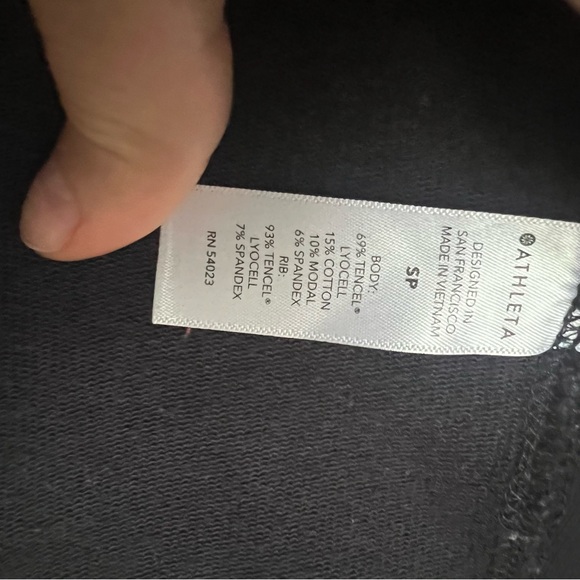 ATHLETA
DESIGNED IN
SAN FRANCISCO
MADE IN VIETNAM
SP
BODY:
69% TENCEL®
LYOCELL
15% COTTON
10% MODAL
6% SPANDEX
RIB:
93% TENCEL®
LYOCELL
7% SPANDEX
RN 54023